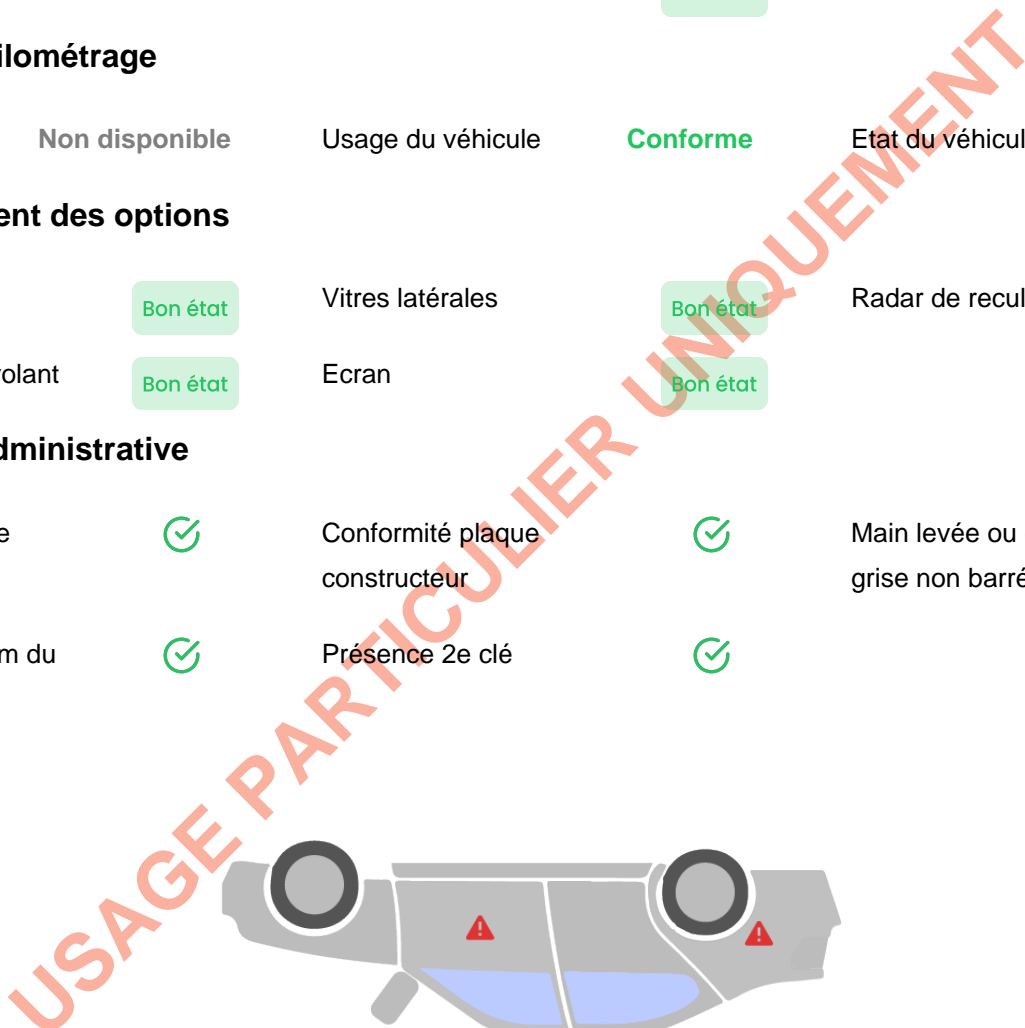 ilométrage
Non disponible
Usage du véhicule
Conforme
Etat du véhicul
ent des options
Bon état
Vitres latérales
Bon état
Radar de recul
olant
Bon état
Ecran
Bon état
dministrative
e
Conformité plaque
constructeur
Main levée ou
grise non barré
m du
Présence 2e clé
USAGE PARTICULIER UNIQUEMENT